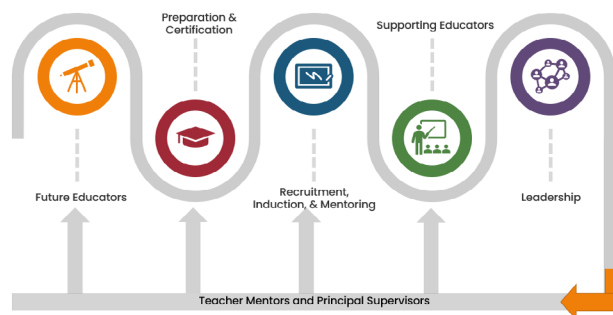 Preparation &
Certification
Supporting Educators
Future Educators
Recruitment,
Induction, & Mentoring
Leadership
Teacher Mentors and Principal Supervisors